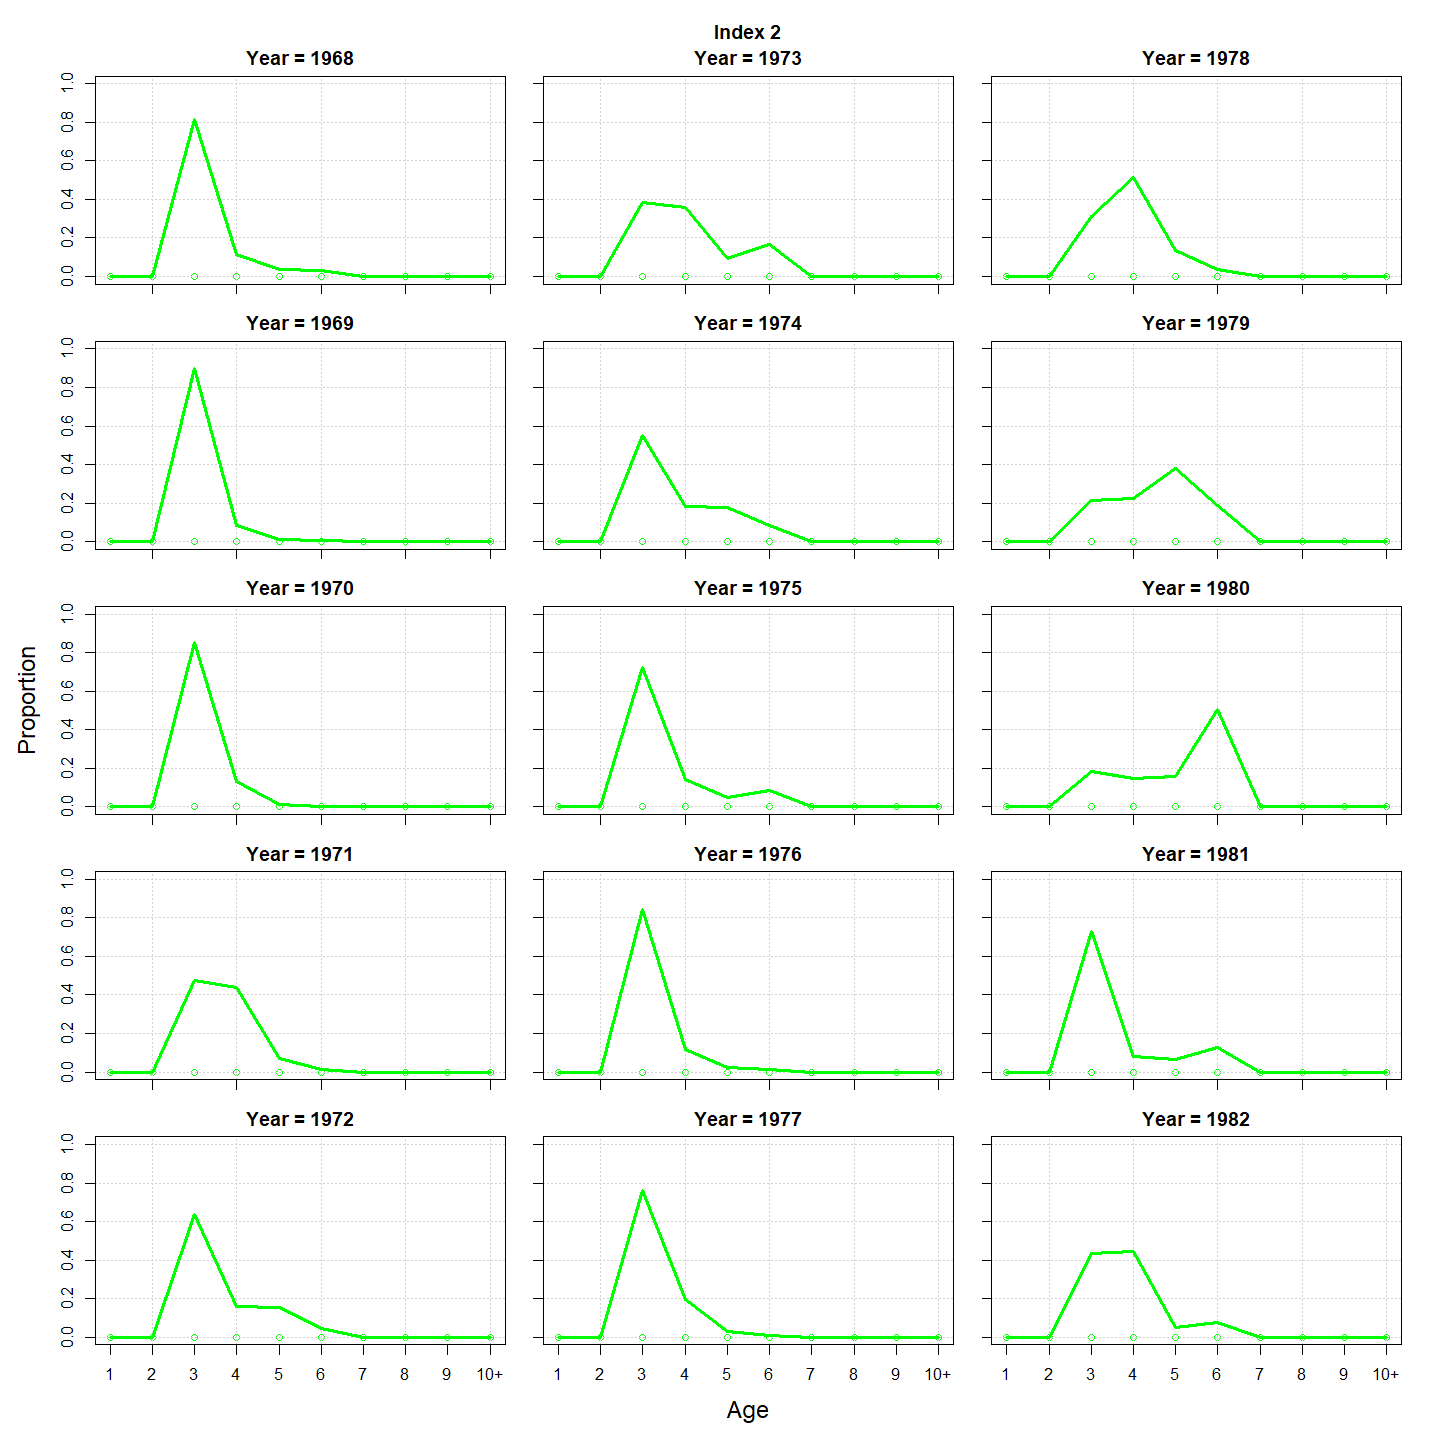 Index 2
Year = 1968 Year = 1973 Year = 1978
0.0 0.2 0.4 0.6 0.8 1.0
Year = 1969 Year = 1974 Year = 1979
0.0 0.2 0.4 0.6 0.8 1.0
Year = 1970 Year = 1975 Year = 1980
0.0 0.2 0.4 0.6 0.8 1.0
Proportion
Year = 1971 Year = 1976 Year = 1981
0.0 0.2 0.4 0.6 0.8 1.0
Year = 1972 Year = 1977 Year = 1982
0.0 0.2 0.4 0.6 0.8 1.0
1 2 3 4 5 6 7 8 9 10+ 1 2 3 4 5 6 7 8 9 10+ 1 2 3 4 5 6 7 8 9 10+
Age